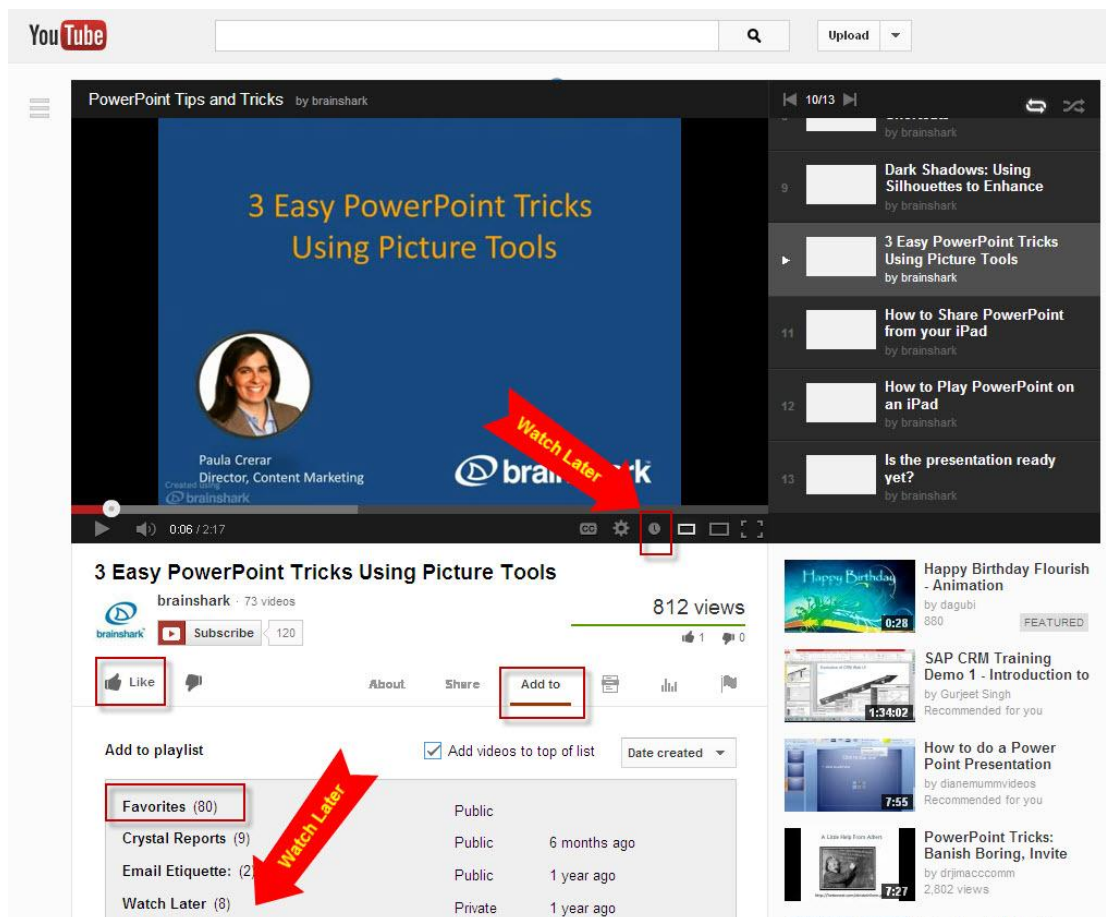 YouTube
Upload
PowerPoint Tips and Tricks by brainshark
3 Easy PowerPoint Tricks
Using Picture Tools
Paula Crerar
Director, Content Marketing
Created using
brainshark
brainshark
Watch Later
0:06 / 2:17
CC
10/13
by brainshark
9
Dark Shadows: Using
Silhouettes to Enhance
by brainshark
3 Easy PowerPoint Tricks
Using Picture Tools
by brainshark
11
How to Share PowerPoint
from your iPad
by brainshark
12
How to Play PowerPoint on
an iPad
by brainshark
13
Is the presentation ready
yet?
by brainshark
3 Easy PowerPoint Tricks Using Picture Tools
brainshark · 73 videos
brainshark
Subscribe 120
812 views
1 0
Like
About Share Add to
Add to playlist
Add videos to top of list
Date created
Favorites (80) Public
Crystal Reports (9) Public 6 months ago
Email Etiquette: (2) Public 1 year ago
Watch Later (8) Private 1 year ago
Watch Later
Happy Birthday
0:28
Happy Birthday Flourish
- Animation
by dagubi
880 FEATURED
1:34:02
SAP CRM Training
Demo 1 - Introduction to
by Gurjeet Singh
Recommended for you
7:55
How to do a Power
Point Presentation
by dianemummvideos
Recommended for you
A Little Help From Albert
7:27
PowerPoint Tricks:
Banish Boring, Invite
by drjimacccomm
2,802 views